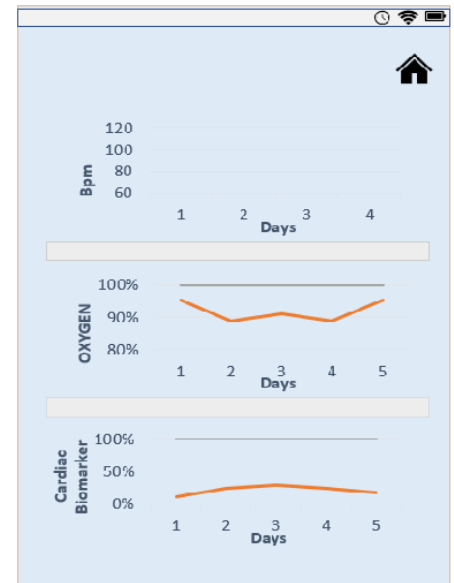 120
100
80
60
Bpm
1 2 3 4
Days
100%
90%
80%
OXYGEN
1 2 3 4 5
Days
100%
50%
0%
Cardiac
Biomarker
1 2 3 4 5
Days